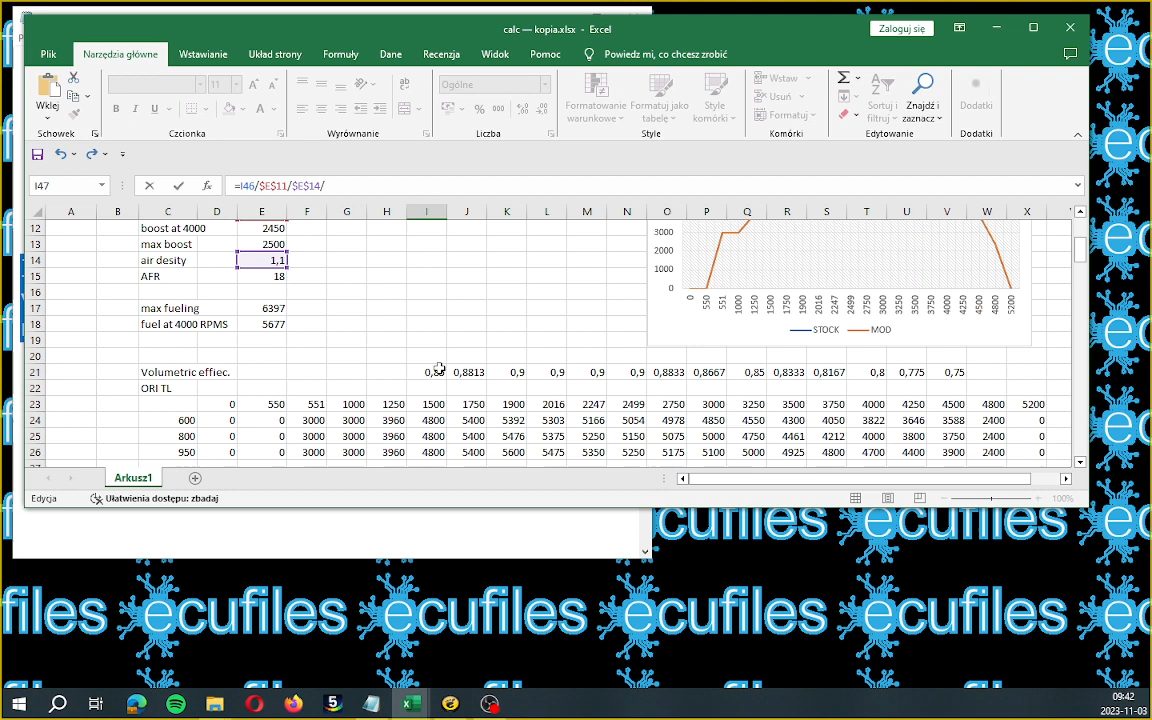 calc — kopia.xlsx - Excel
Zaloguj się
Plik Narzędzia główne Wstawianie Układ strony Formuły Dane Recenzja Widok Pomoc Powiedz mi, co chcesz zrobić
Wklej
11
B I U
Ogólne
Formatowanie warunkowe
Formatuj jako tabelę
Style komórki
Wstaw
Usuń
Formatuj
Sortuj i filtruj
Znajdź i zaznacz
Dodatki
Schowek Czcionka Wyrównanie Liczba Style Komórki Edytowanie Dodatki
I47 =I46/$E$11/$E$14/
A B C D E F G H I J K L M N O P Q R S T U V W X
12 boost at 4000 2450
13 max boost 2500
14 air desity 1,1
15 AFR 18
16
17 max fueling 6397
18 fuel at 4000 RPMS 5677
19
20
3000
2000
1000
0
0 550 551 1000 1250 1500 1750 1900 2016 2247 2499 2750 3000 3250 3500 3750 4000 4250 4500 4800 5200
STOCK MOD
21 Volumetric effiec. 0,85 0,8813 0,9 0,9 0,9 0,9 0,8833 0,8667 0,85 0,8333 0,8167 0,8 0,775 0,75
22 ORI TL
23 0 550 551 1000 1250 1500 1750 1900 2016 2247 2499 2750 3000 3250 3500 3750 4000 4250 4500 4800 5200
24 600 0 0 3000 3000 3960 4800 5400 5392 5303 5166 5054 4978 4850 4550 4300 4050 3822 3646 3588 2400 0
25 800 0 0 3000 3000 3960 4800 5400 5476 5375 5250 5150 5075 5000 4750 4461 4212 4000 3800 3750 2400 0
26 950 0 0 3000 3000 3960 4800 5400 5600 5475 5350 5250 5175 5100 5000 4925 4800 4700 4400 3900 2400 0
Arkusz1
Edycja Ułatwienia dostępu: zbadaj 100%
ecufiles
files ecufiles ecufiles ecufiles ecufiles
09:42
2023-11-03